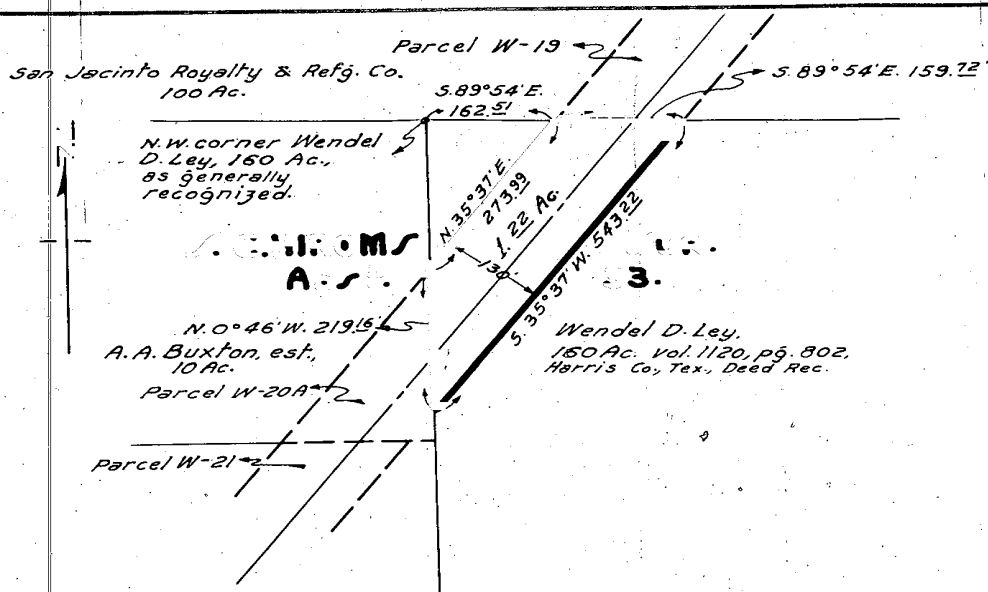 Parcel W-19
San Jacinto Royalty & Refg. Co.
100 Ac.
S.89°54'E.
162.51
S.89°54'E. 159.72'
N.W. corner Wendel
D. Ley, 160 Ac.,
as generally
recognized.
N.35°37'E.
273.99
1.22 Ac.
130'
S. 35°37' W. 543.22
A.
3.
N.0°46'W. 219.16'
A.A. Buxton, est.,
10 Ac.
Parcel W-20A
Parcel W-21
Wendel D. Ley,
160 Ac. Vol. 1120, pg. 802,
Harris Co., Tex., Deed Rec.